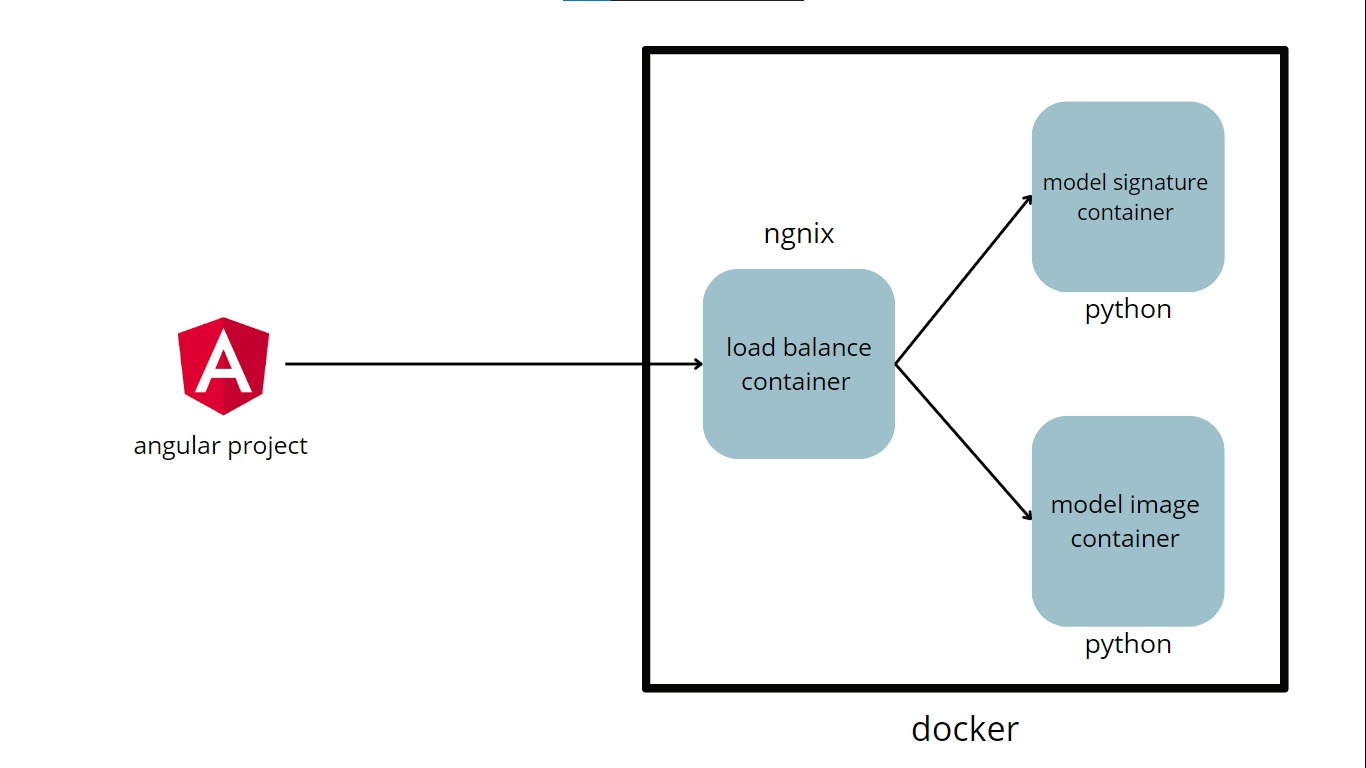 model signature
container
python
ngnix
load balance
container
A
angular project
model image
container
python
docker